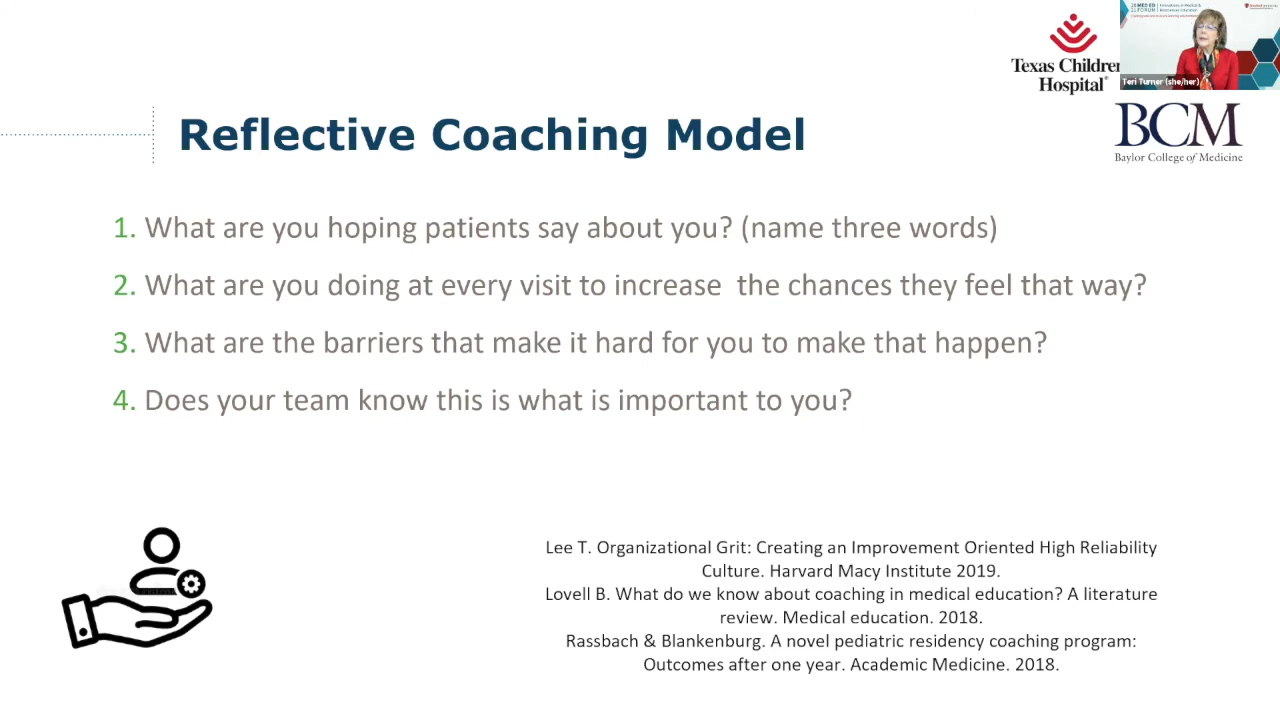 Texas Children
Hospital
Teri Turner (she/her)
BCM
Baylor College of Medicine
Reflective Coaching Model
1. What are you hoping patients say about you? (name three words)
2. What are you doing at every visit to increase  the chances they feel that way?
3. What are the barriers that make it hard for you to make that happen?
4. Does your team know this is what is important to you?
Lee T. Organizational Grit: Creating an Improvement Oriented High Reliability
Culture. Harvard Macy Institute 2019.
Lovell B. What do we know about coaching in medical education? A literature
review. Medical education. 2018.
Rassbach & Blankenburg. A novel pediatric residency coaching program:
Outcomes after one year. Academic Medicine. 2018.